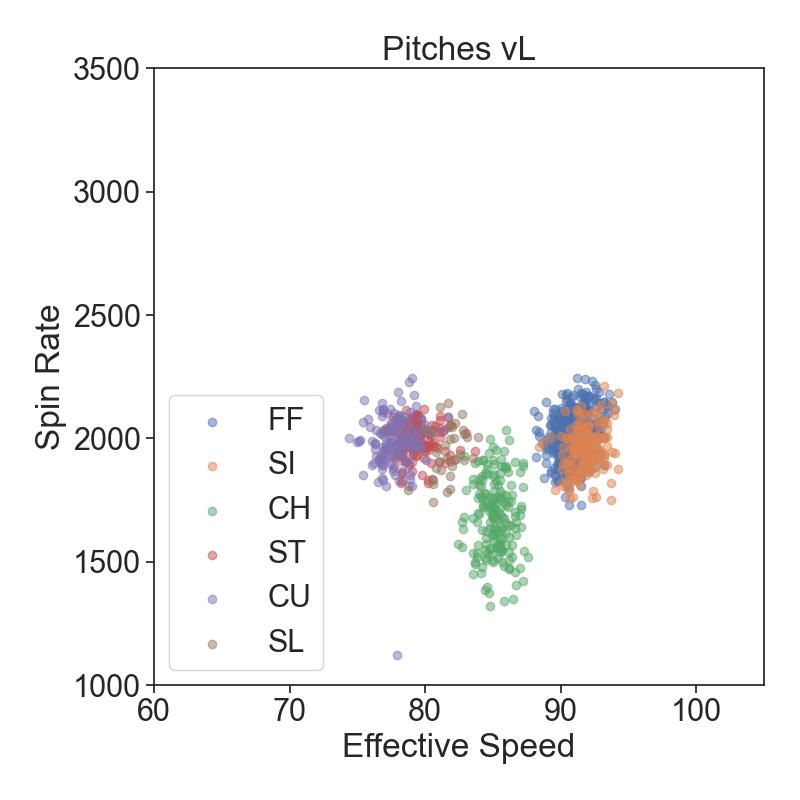 Pitches vL
3500
3000
2500
2000
1500
1000
Spin Rate
FF
SI
CH
ST
CU
SL
60 70 80 90 100
Effective Speed